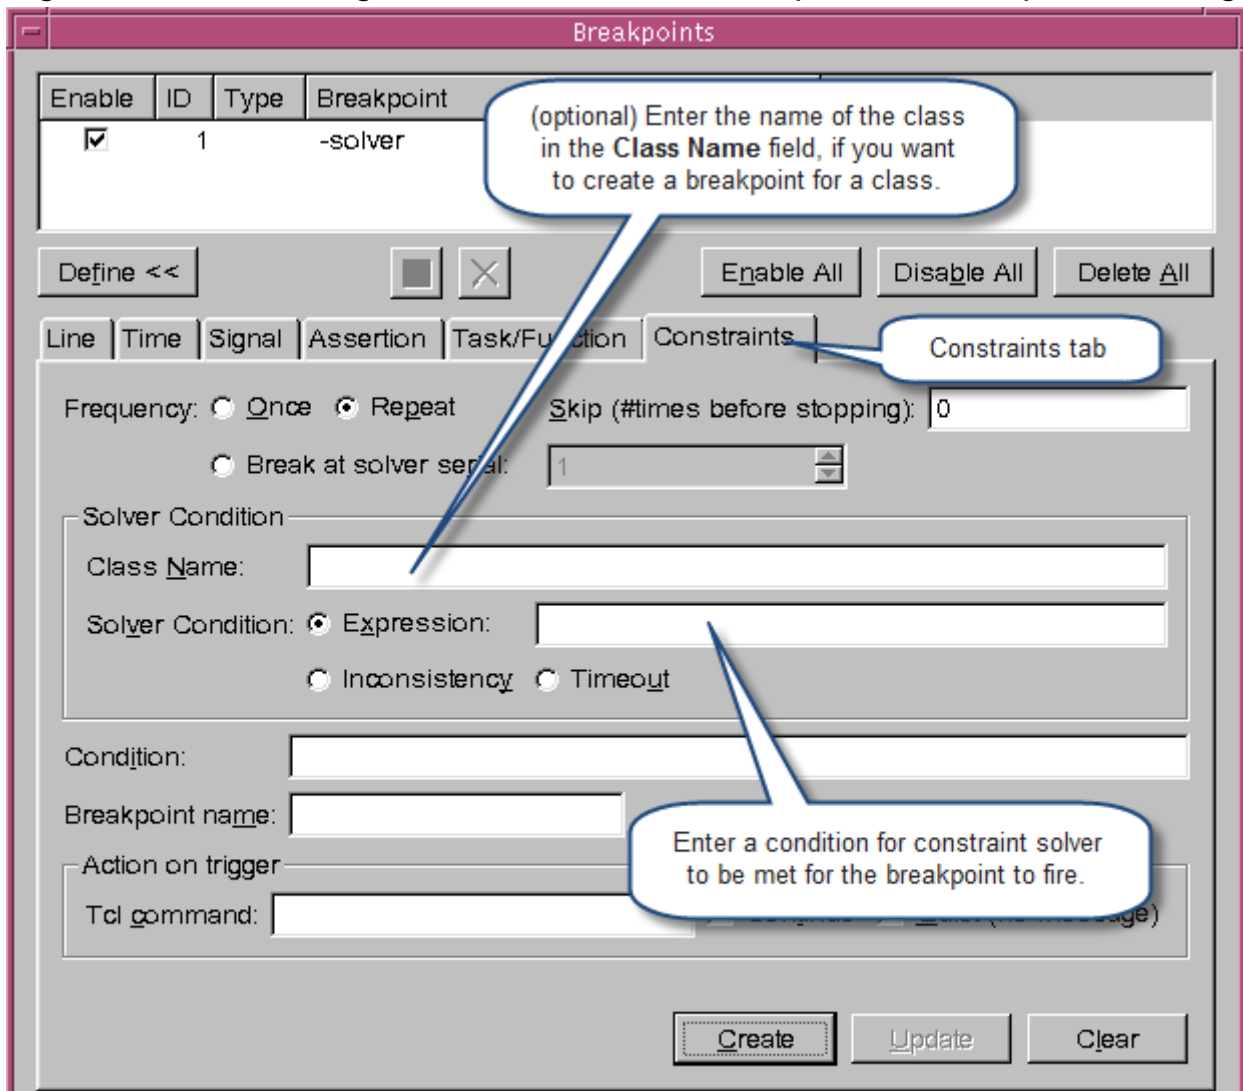 Breakpoints
Enable ID Type Breakpoint
1 -solver
(optional) Enter the name of the class
in the Class Name field, if you want
to create a breakpoint for a class.
Define << Enable All Disable All Delete All
Line Time Signal Assertion Task/Function Constraints
Constraints tab
Frequency: Once Repeat Skip (#times before stopping): 0
Break at solver serial: 1
Solver Condition
Class Name:
Solver Condition: Expression:
Inconsistency Timeout
Condition:
Breakpoint name:
Enter a condition for constraint solver
to be met for the breakpoint to fire.
Action on trigger
Tcl command:
Create Update Clear